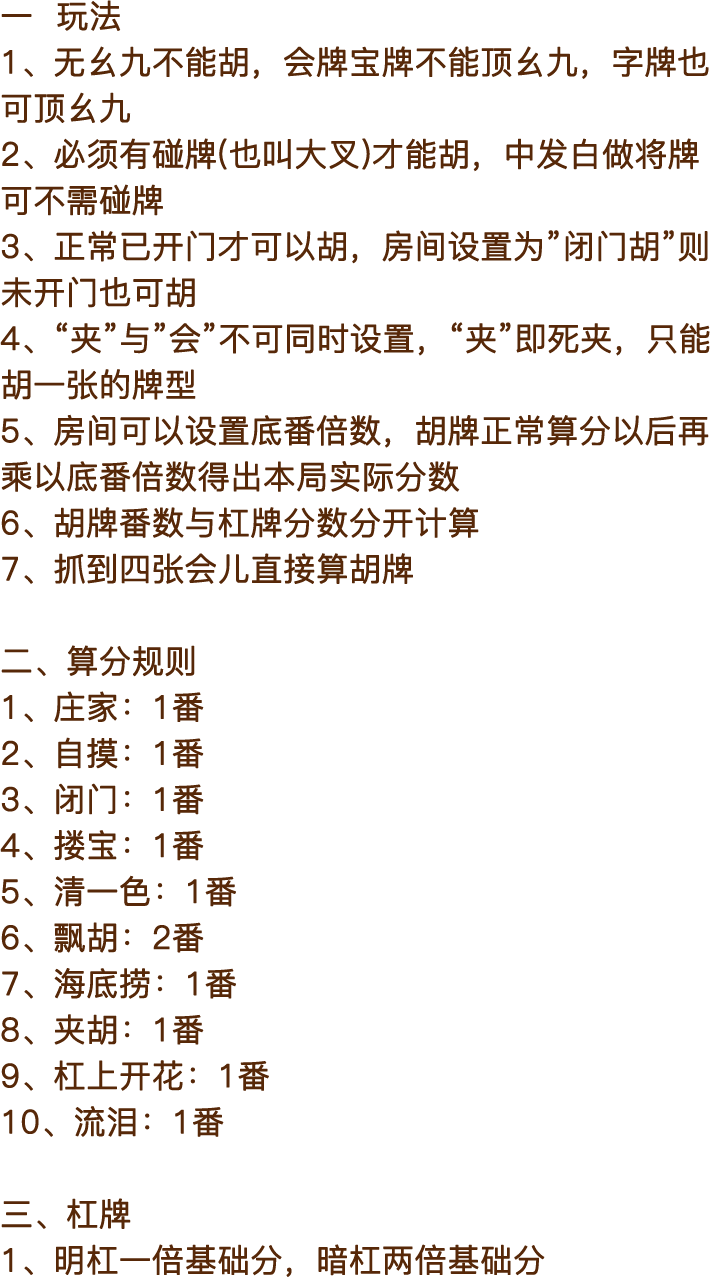 一  玩法
1、无幺九不能胡，会牌宝牌不能顶幺九，字牌也
可顶幺九
2、必须有碰牌(也叫大叉)才能胡，中发白做将牌
可不需碰牌
3、正常已开门才可以胡，房间设置为”闭门胡”则
未开门也可胡
4、“夹”与”会”不可同时设置，“夹”即死夹，只能
胡一张的牌型
5、房间可以设置底番倍数，胡牌正常算分以后再
乘以底番倍数得出本局实际分数
6、胡牌番数与杠牌分数分开计算
7、抓到四张会儿直接算胡牌
二、算分规则
1、庄家：1番
2、自摸：1番
3、闭门：1番
4、搂宝：1番
5、清一色：1番
6、飘胡：2番
7、海底捞：1番
8、夹胡：1番
9、杠上开花：1番
10、流泪：1番
三、杠牌
1、明杠一倍基础分，暗杠两倍基础分